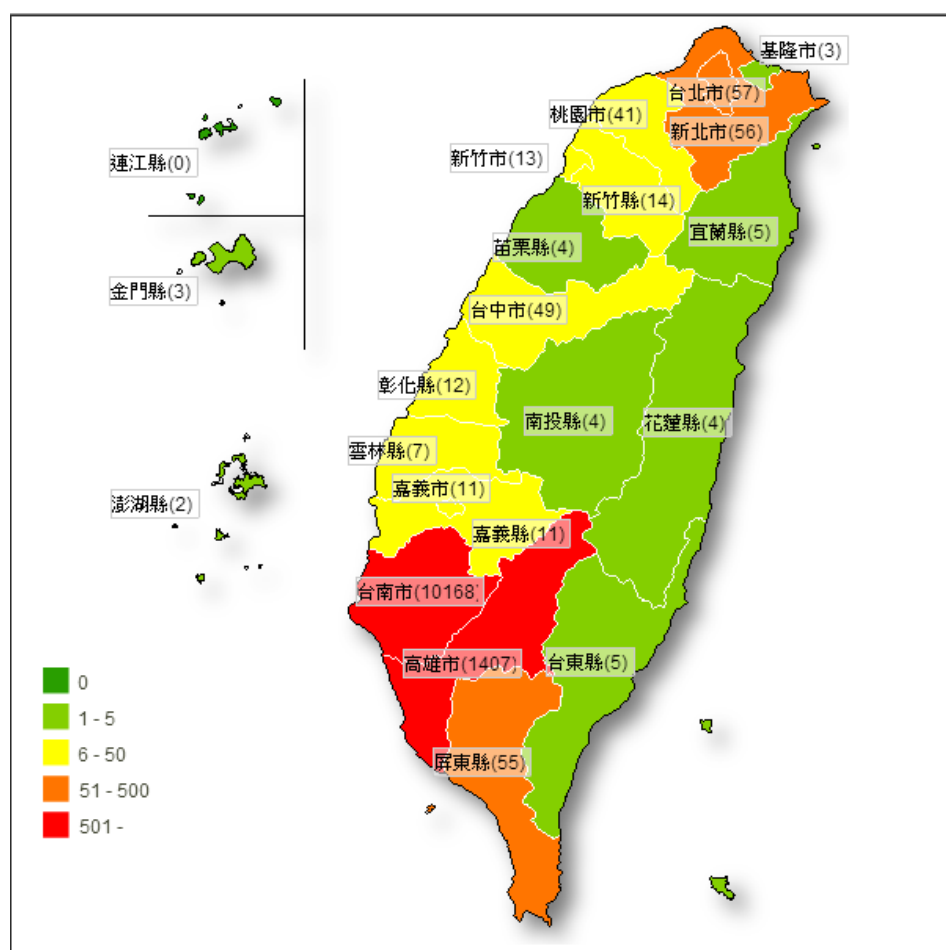 基隆市(3)
台北市(57)
桃園市(41)
新北市(56)
新竹市(13)
連江縣(0)
新竹縣(14)
宜蘭縣(5)
苗栗縣(4)
金門縣(3)
台中市(49)
彰化縣(12)
南投縣(4)
花蓮縣(4)
雲林縣(7)
嘉義市(11)
澎湖縣(2)
嘉義縣(11)
台南市(10168)
高雄市(1407)
台東縣(5)
屏東縣(55)
0
1 - 5
6 - 50
51 - 500
501 -